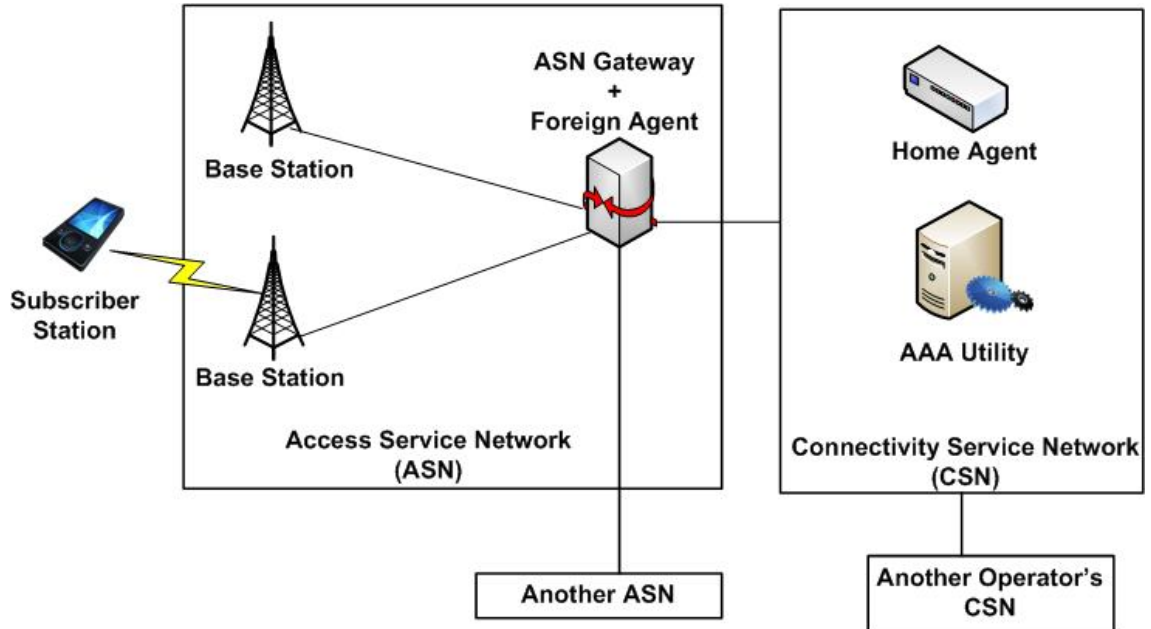 ASN Gateway
+
Foreign Agent
Base Station
Subscriber
Station
Base Station
Access Service Network
(ASN)
Another ASN
Home Agent
AAA Utility
Connectivity Service Network
(CSN)
Another Operator's
CSN